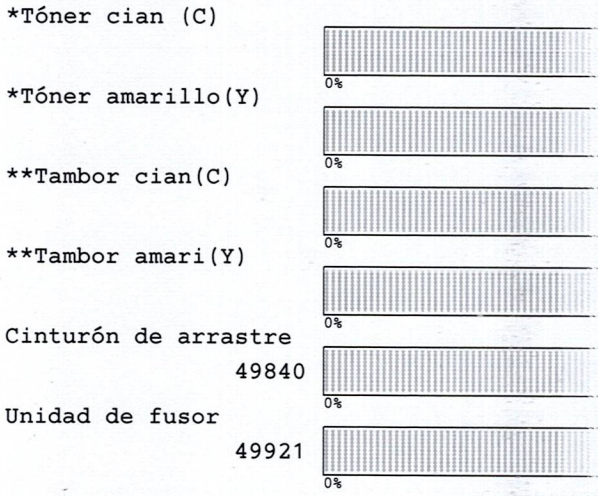 *Tóner cian (C)
0%
*Tóner amarillo(Y)
0%
**Tambor cian(C)
0%
**Tambor amari(Y)
0%
Cinturón de arrastre
49840
0%
Unidad de fusor
49921
0%